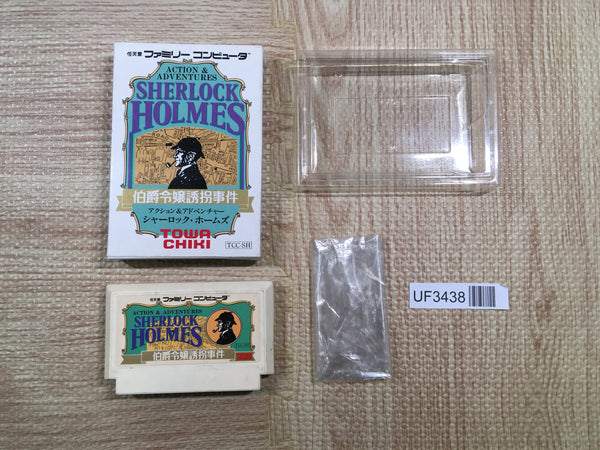 任天堂 ファミリー コンピュータ™
ACTION &
ADVENTURES
SHERLOCK
HOLMES
伯爵令嬢誘拐事件
アクション&アドベンチャー
シャーロック・ホームズ
TOWA
CHIKI
TCC-SH
任天堂 ファミリー コンピュータ
ACTION & ADVENTURES
SHERLOCK
HOLMES
伯爵令嬢誘拐事件
UF3438